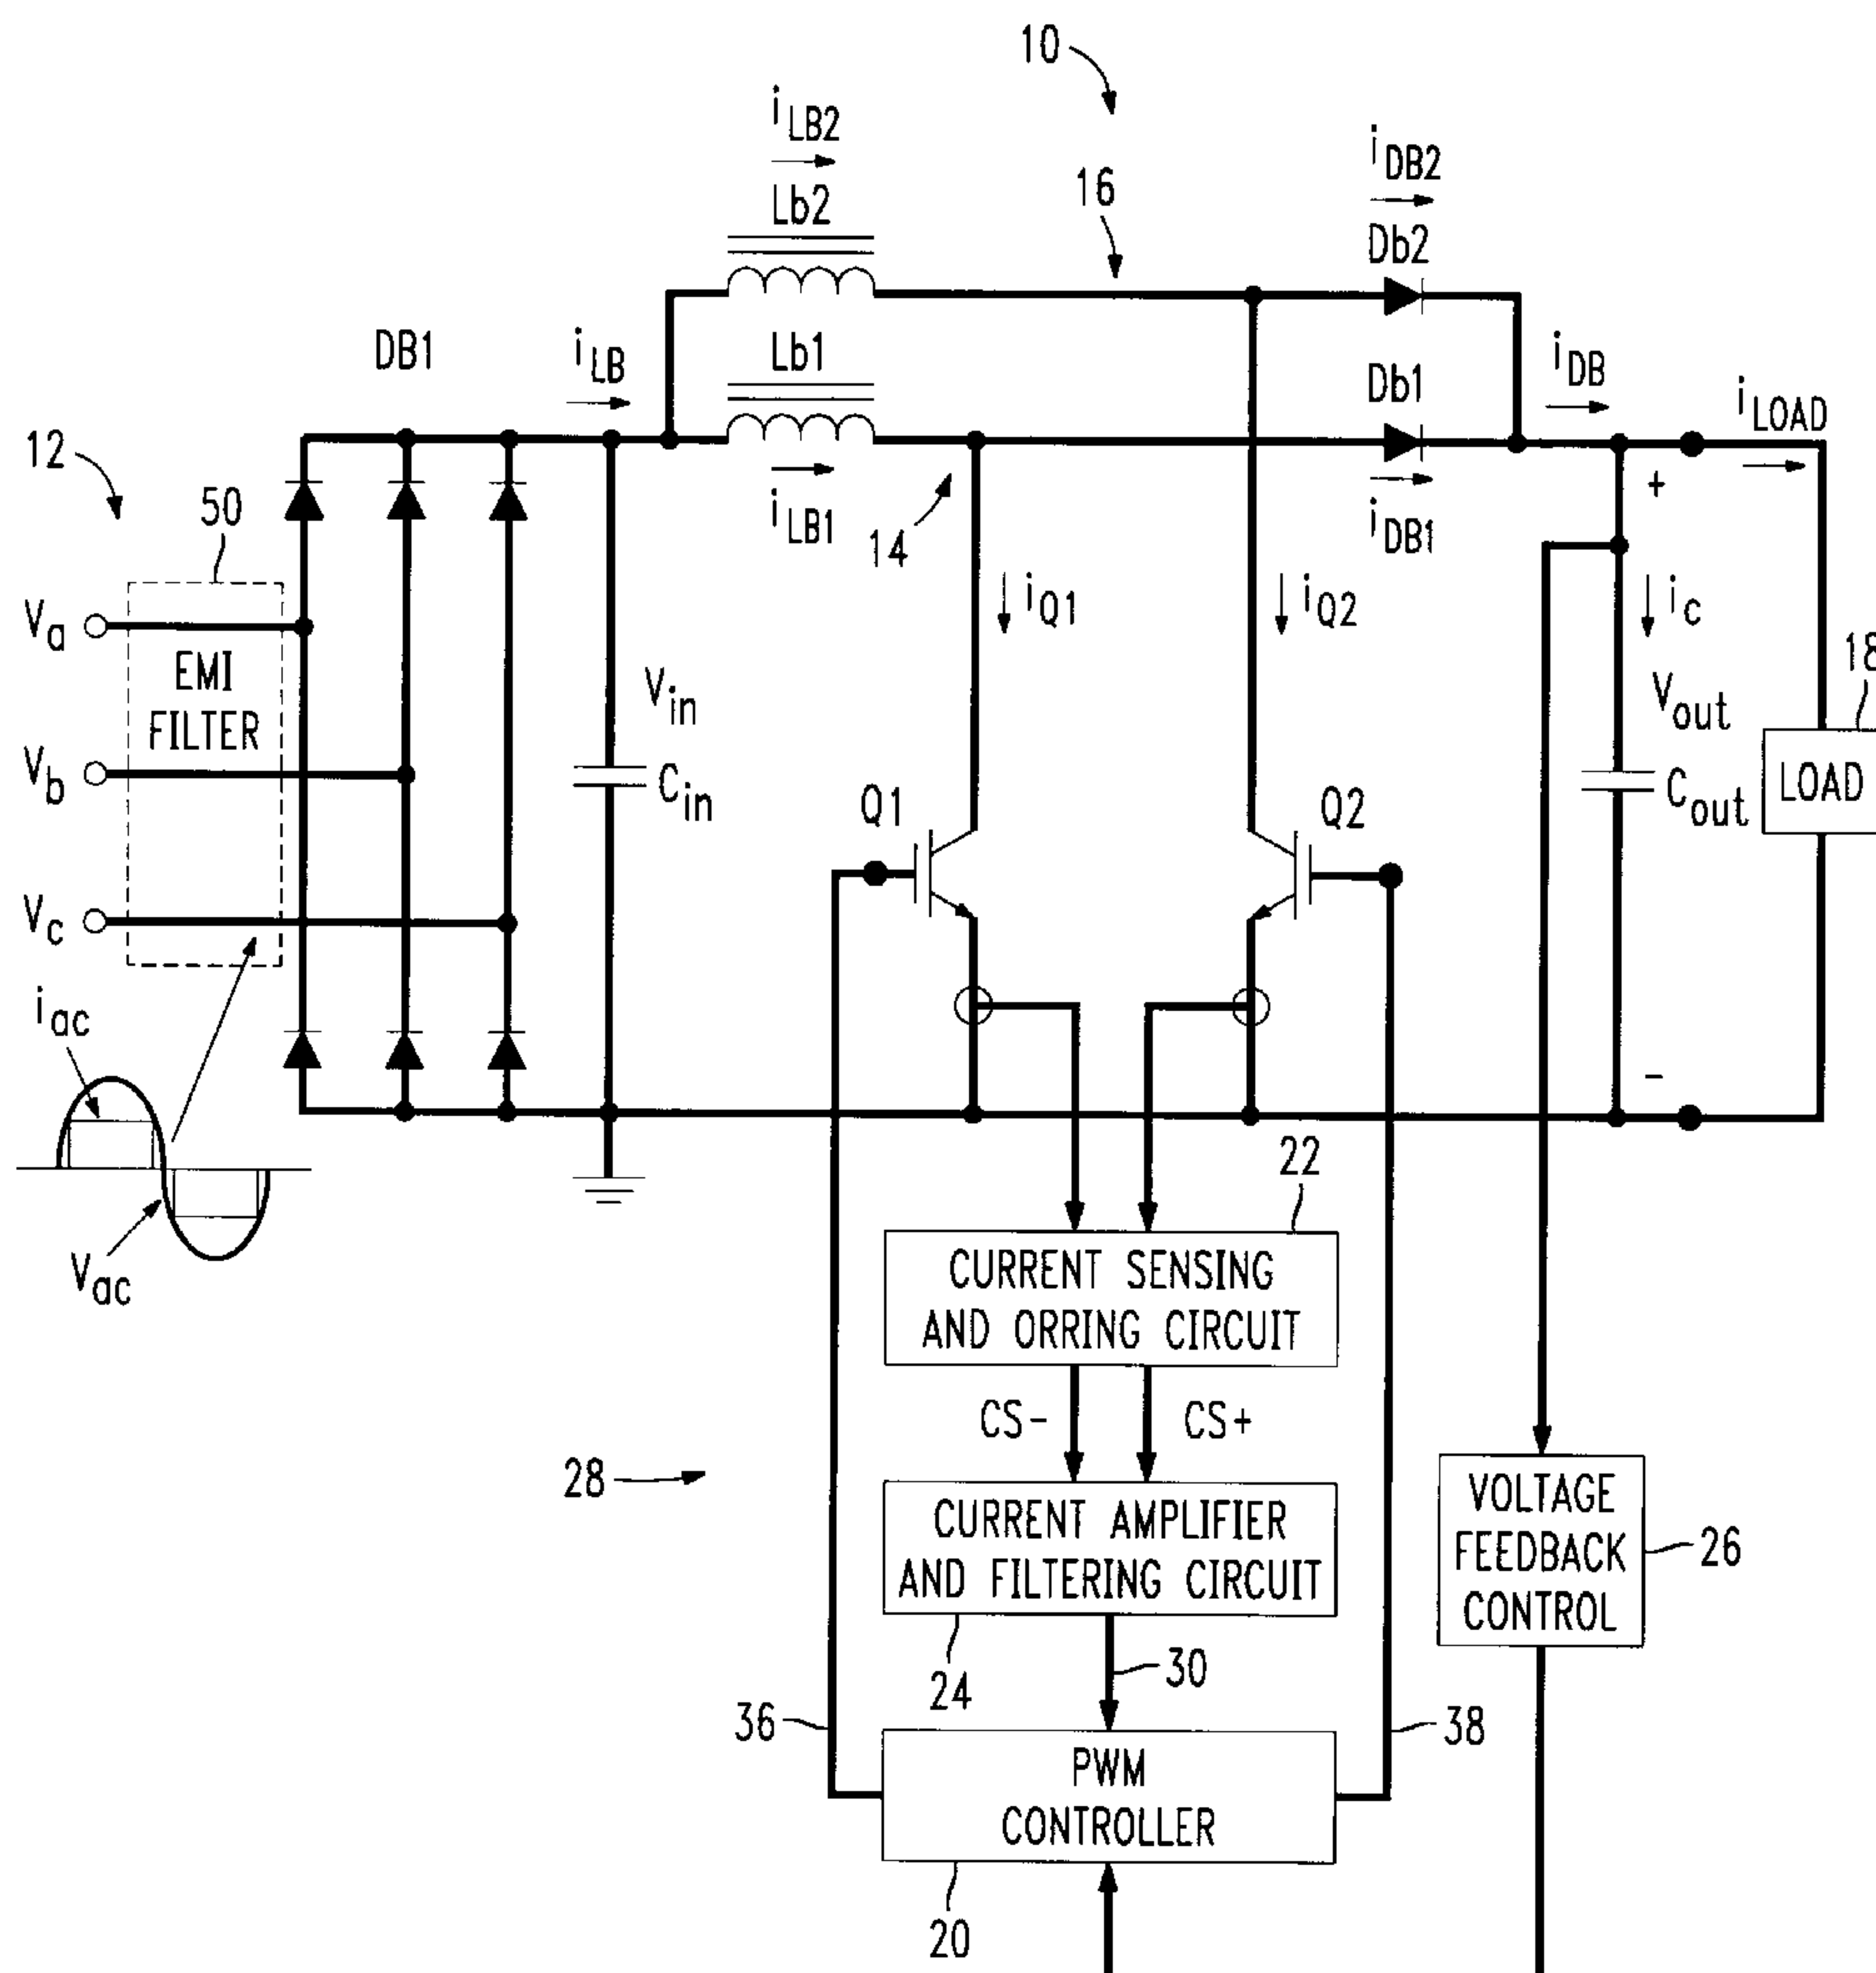 10
iLB2
Lb2
16
iDB2
Db2
DB1
iLB
Lb1
iLB1
14
Db1
iDB1
iDB
iLOAD
12
50
Va
Vb
Vc
EMI
FILTER
Vin
Cin
iQ1
iQ2
Q1
Q2
+
ic
Vout
Cout
-
18
LOAD
iac
Vac
22
CURRENT SENSING
AND ORRING CIRCUIT
CS-
CS+
28
CURRENT AMPLIFIER
AND FILTERING CIRCUIT
24
30
VOLTAGE
FEEDBACK
CONTROL
26
36
38
PWM
CONTROLLER
20